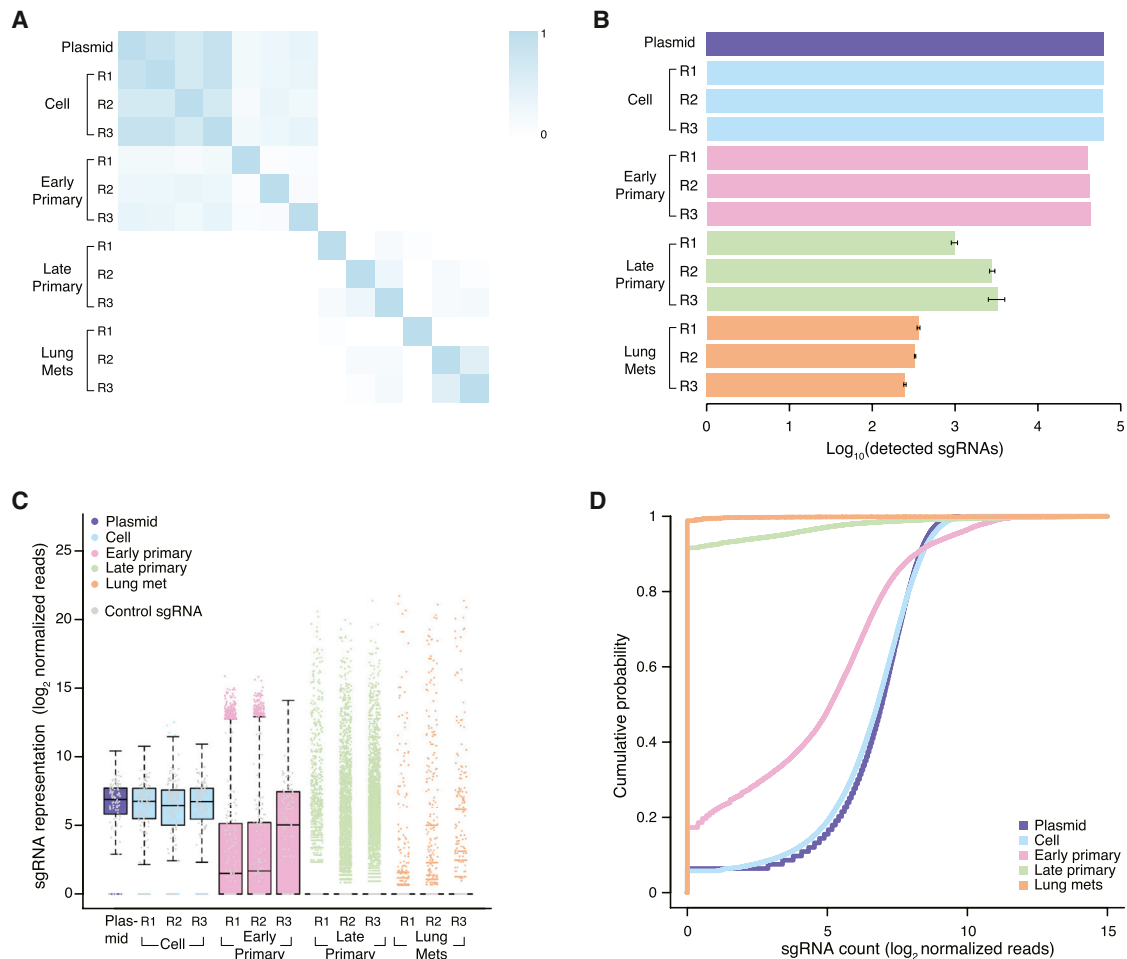 A
Plasmid
Cell
R1
R2
R3
Early
Primary
R1
R2
R3
Late
Primary
R1
R2
R3
Lung
Mets
R1
R2
R3
1
0
B
Plasmid
Cell
R1
R2
R3
Early
Primary
R1
R2
R3
Late
Primary
R1
R2
R3
Lung
Mets
R1
R2
R3
0 1 2 3 4 5
Log10(detected sgRNAs)
C
Plasmid
Cell
Early primary
Late primary
Lung met
Control sgRNA
sgRNA representation (log2 normalized reads)
25
20
15
10
5
0
Plas-
mid
R1 R2 R3
Cell
R1 R2 R3
Early
Primary
R1 R2 R3
Late
Primary
R1 R2 R3
Lung
Mets
D
Cumulative probability
1
0.8
0.6
0.4
0.2
0
Plasmid
Cell
Early primary
Late primary
Lung mets
0 5 10 15
sgRNA count (log2 normalized reads)